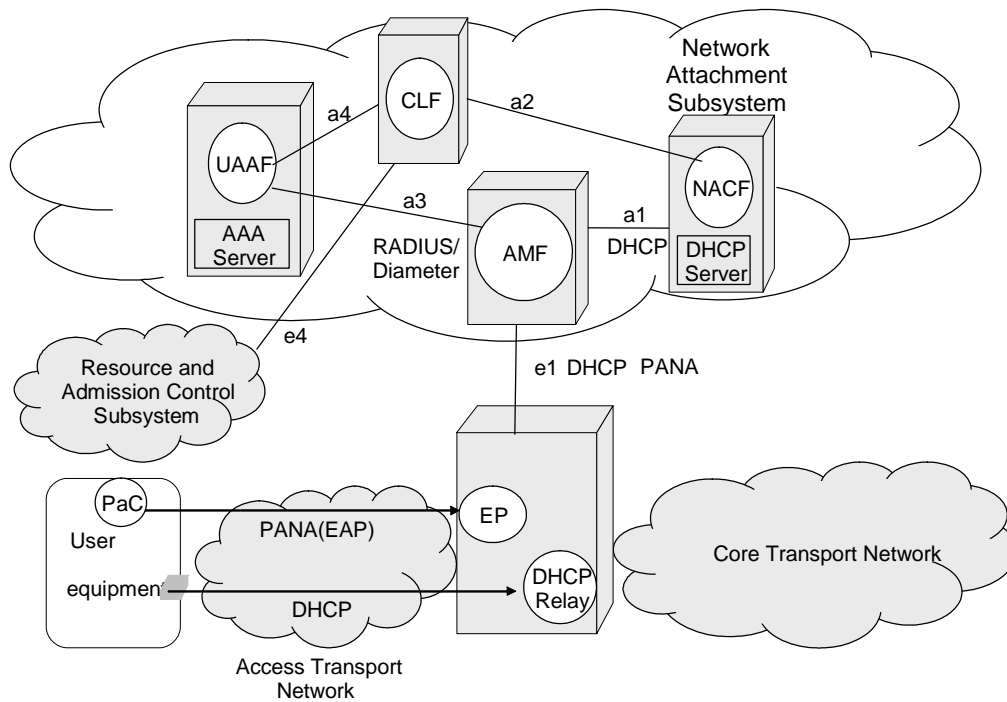 Network
Attachment
Subsystem
CLF
a4
a2
UAAF
NACF
a3
a1
AAA
Server
RADIUS/
Diameter
AMF
DHCP
DHCP
Server
e4
e1 DHCP PANA
Resource and
Admission Control
Subsystem
PaC
EP
PANA(EAP)
User
Core Transport Network
equipment
DHCP
DHCP
Relay
Access Transport
Network